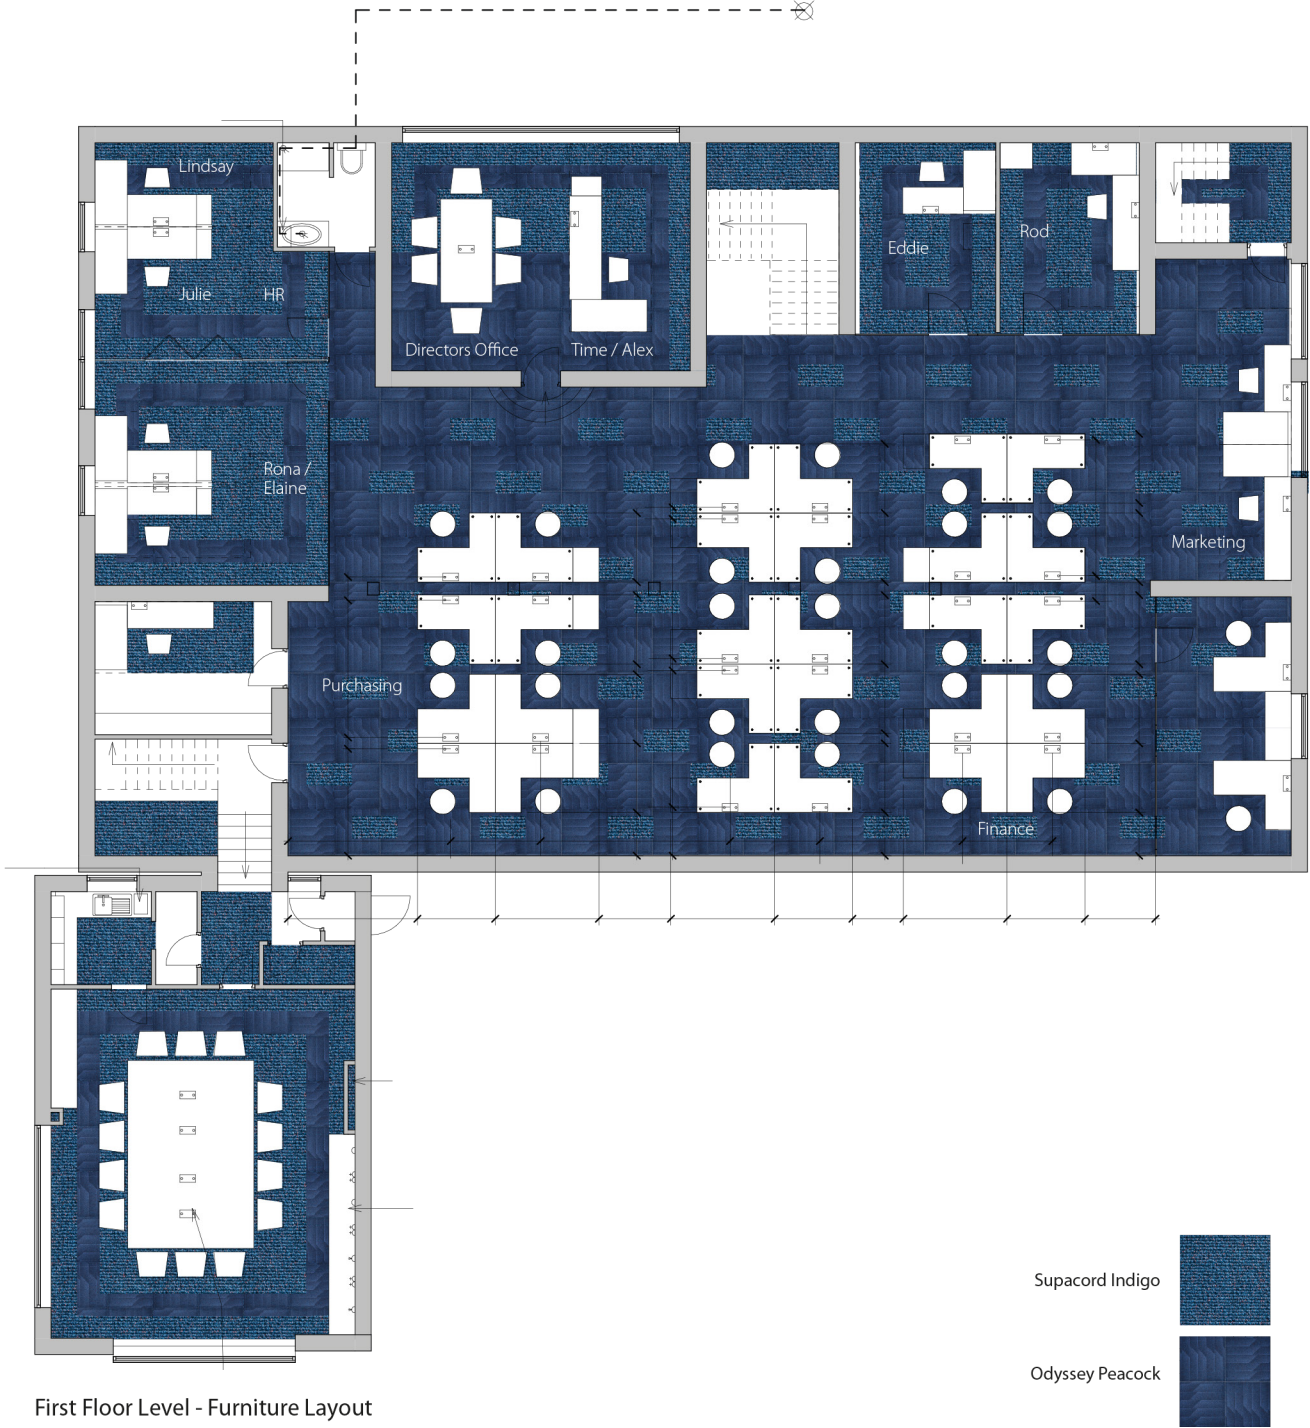 Lindsay
Julie
HR
Directors Office
Time / Alex
Eddie
Rod
Rona /
Elaine
Marketing
Purchasing
Finance
Supacord Indigo
Odyssey Peacock
First Floor Level - Furniture Layout